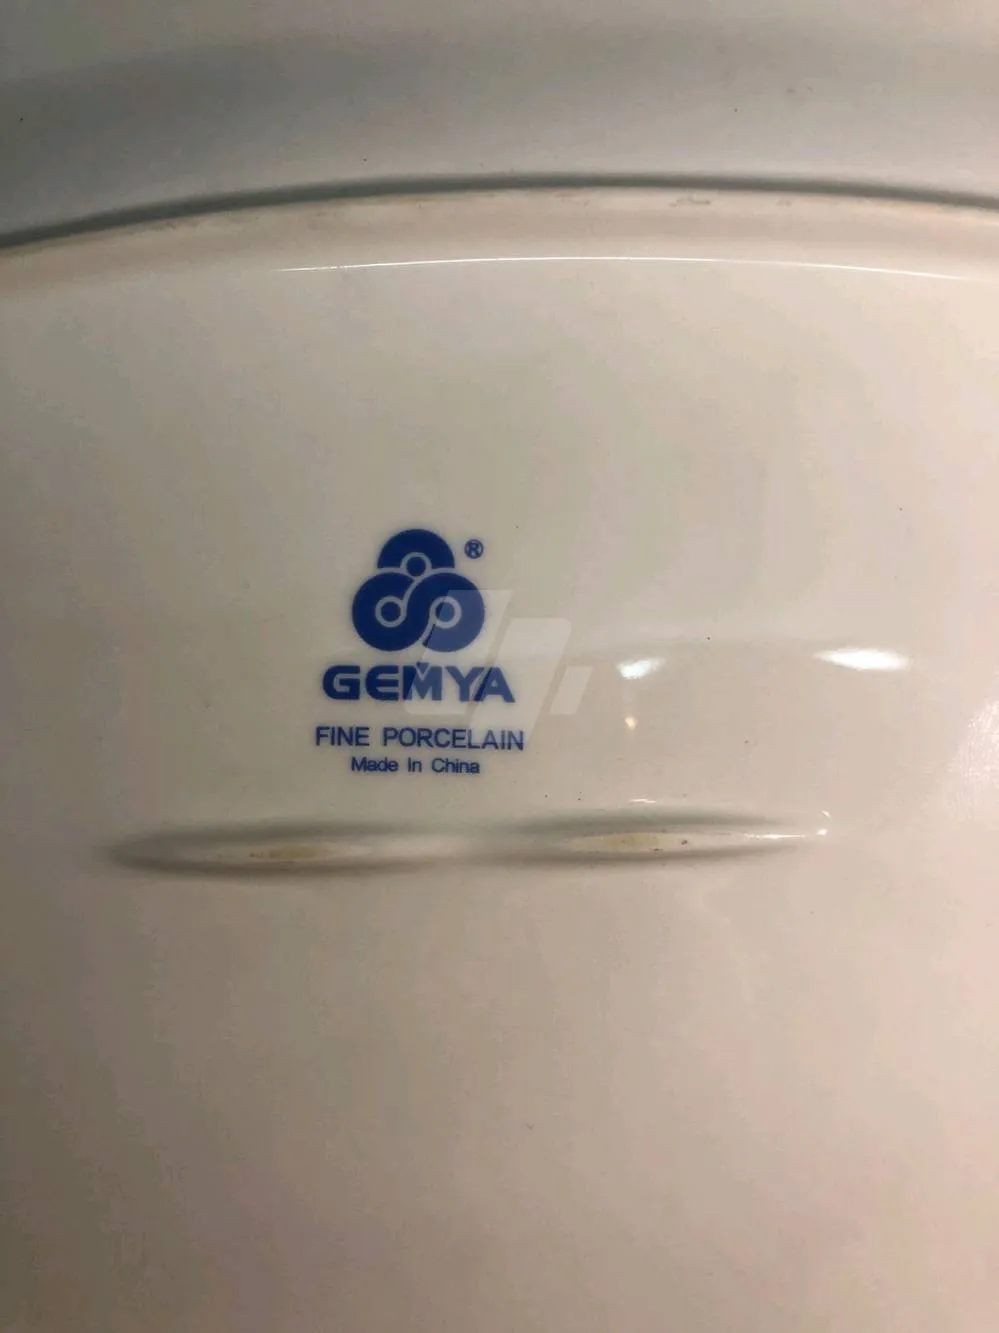 ®
GEMYA
FINE PORCELAIN
Made In China